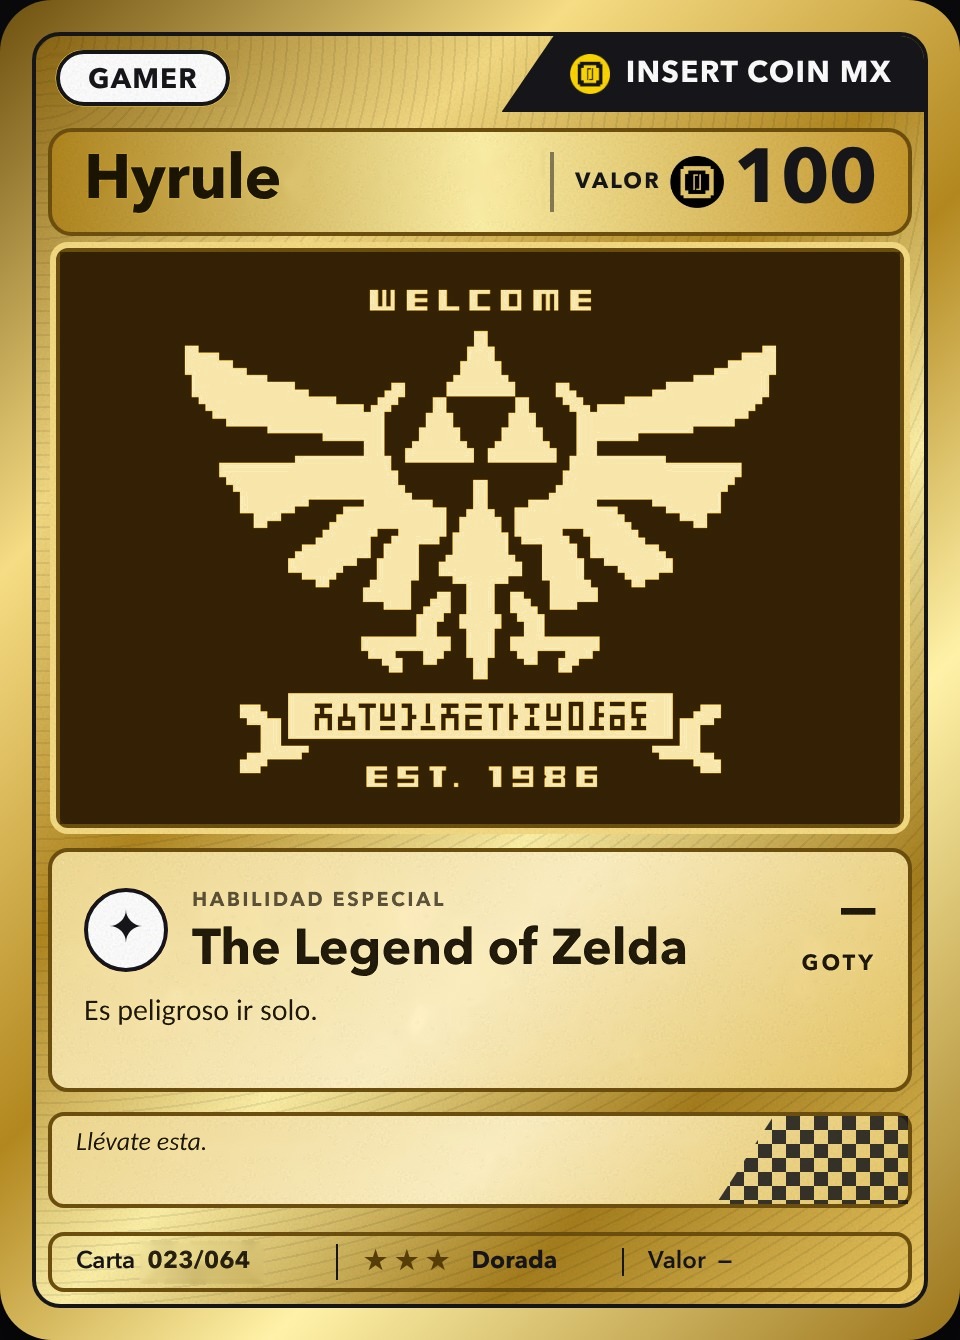 GAMER
INSERT COIN MX
Hyrule
VALOR 100
WELCOME
EST. 1986
HABILIDAD ESPECIAL
The Legend of Zelda
—
GOTY
Es peligroso ir solo.
Llévate esta.
Carta 023/064
★★★ Dorada
Valor –